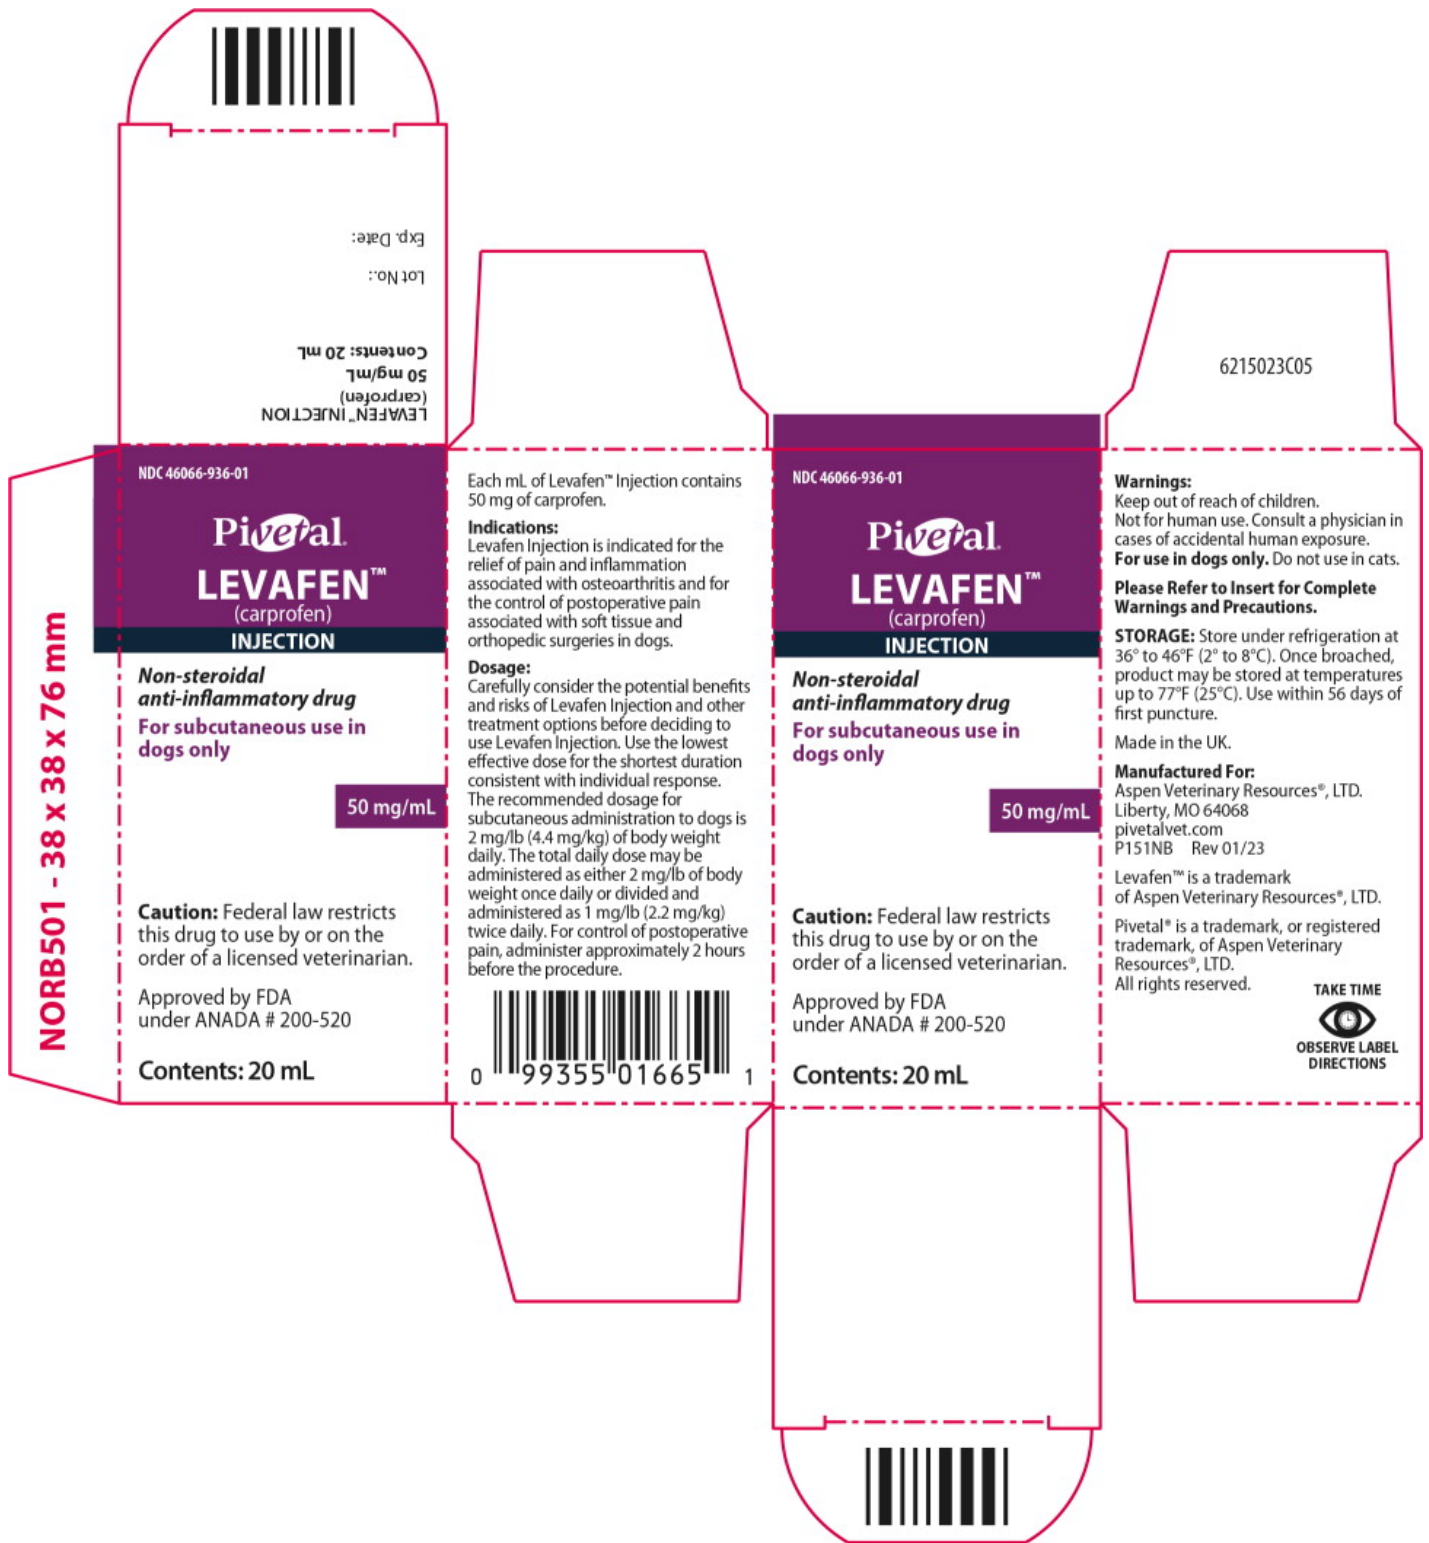 Exp. Date:
Lot No.:
Contents: 20 mL
50 mg/mL
(carprofen)
LEVAFEN™ INJECTION
NORB501 - 38 x 38 x 76 mm
NDC 46066-936-01
Pivetal®
LEVAFEN™
(carprofen)
INJECTION
Non-steroidal
anti-inflammatory drug
For subcutaneous use in
dogs only
50 mg/mL
Caution: Federal law restricts
this drug to use by or on the
order of a licensed veterinarian.
Approved by FDA
under ANADA # 200-520
Contents: 20 mL
Each mL of Levafen™ Injection contains
50 mg of carprofen.
Indications:
Levafen Injection is indicated for the
relief of pain and inflammation
associated with osteoarthritis and for
the control of postoperative pain
associated with soft tissue and
orthopedic surgeries in dogs.
Dosage:
Carefully consider the potential benefits
and risks of Levafen Injection and other
treatment options before deciding to
use Levafen Injection. Use the lowest
effective dose for the shortest duration
consistent with individual response.
The recommended dosage for
subcutaneous administration to dogs is
2 mg/lb (4.4 mg/kg) of body weight
daily. The total daily dose may be
administered as either 2 mg/lb of body
weight once daily or divided and
administered as 1 mg/lb (2.2 mg/kg)
twice daily. For control of postoperative
pain, administer approximately 2 hours
before the procedure.
0 99355 01665 1
NDC 46066-936-01
Pivetal®
LEVAFEN™
(carprofen)
INJECTION
Non-steroidal
anti-inflammatory drug
For subcutaneous use in
dogs only
50 mg/mL
Caution: Federal law restricts
this drug to use by or on the
order of a licensed veterinarian.
Approved by FDA
under ANADA # 200-520
Contents: 20 mL
6215023C05
Warnings:
Keep out of reach of children.
Not for human use. Consult a physician in
cases of accidental human exposure.
For use in dogs only. Do not use in cats.
Please Refer to Insert for Complete
Warnings and Precautions.
STORAGE: Store under refrigeration at
36° to 46°F (2° to 8°C). Once broached,
product may be stored at temperatures
up to 77°F (25°C). Use within 56 days of
first puncture.
Made in the UK.
Manufactured For:
Aspen Veterinary Resources®, LTD.
Liberty, MO 64068
pivetalvet.com
P151NB Rev 01/23
Levafen™ is a trademark
of Aspen Veterinary Resources®, LTD.
Pivetal® is a trademark, or registered
trademark, of Aspen Veterinary
Resources®, LTD.
All rights reserved.
TAKE TIME
OBSERVE LABEL
DIRECTIONS